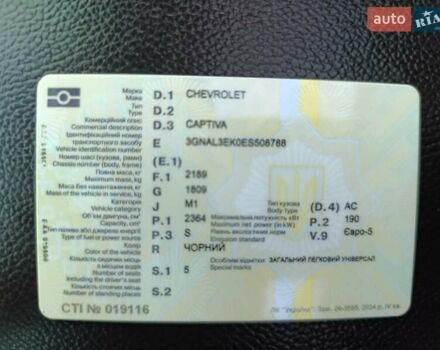 auto RIA
Марка D.1 CHEVROLET
Make
Тип D.2
Type
Комерційний опис D.3 CAPTIVA
Commercial description
Ідентифікаційний номер
транспортного засобу E 3GNAL3EK0ES508788
Vehicle identification number
Номер шасі (кузова, рами) (E.1)
Chassis number (body, frame)
Повна маса, кг F.1 2189
Maximum mass, kg
Маса без навантаження, кг G 1809
Mass of the vehicle in service, kg
Категорія J M1 Тип кузова (D.4) AC
Vehicle category Body type
Об'єм двигуна, см³ P.1 2364 Максимальна потужність, кВт P.2 190
Capacity, cm³ Maximum net power (in kW)
Тип палива або джерело енергії P.3 S Рівень екологічних норм V.9 Євро-5
Type of fuel or power source Emission standard
Колір R ЧОРНИЙ
Color of the vehicle
Кількість сидячих місць
з місцем водія S.1 5 Особливі відмітки: ЗАГАЛЬНИЙ ЛЕГКОВИЙ УНІВЕРСАЛ
Number of seats Special marks
including the driver's seat
Кількість стоячих місць S.2
Number of standing places
СТІ № 019116